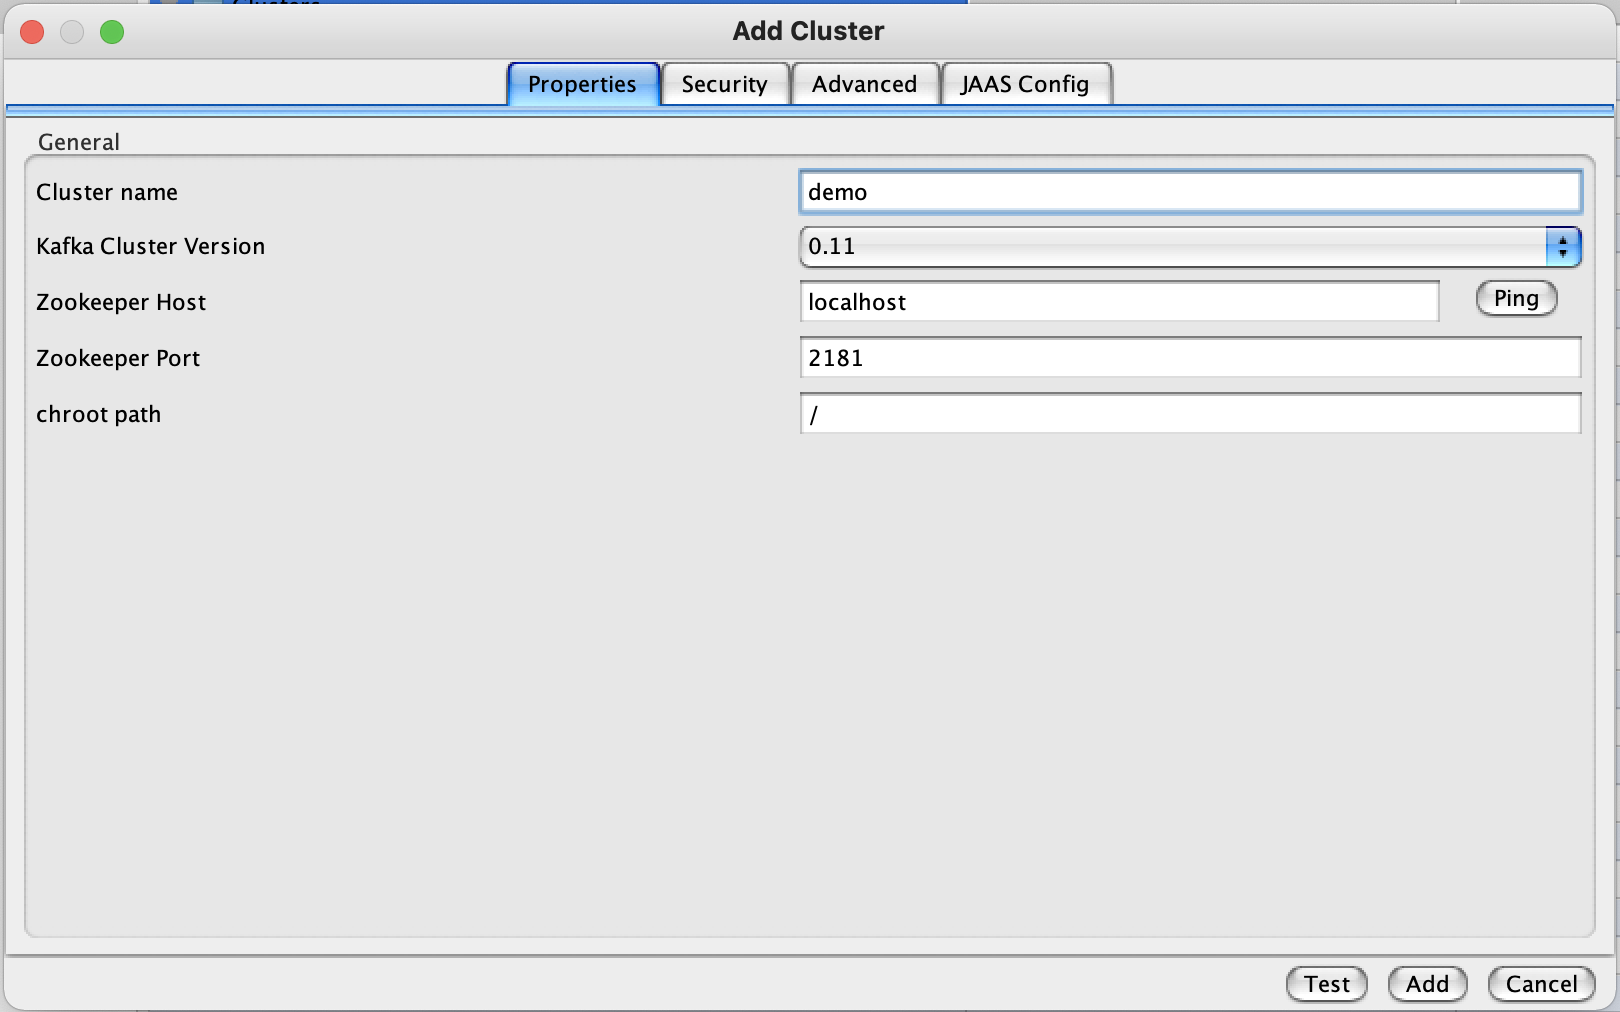 Clusters
Add Cluster
Properties Security Advanced JAAS Config
General
Cluster name demo
Kafka Cluster Version 0.11
Zookeeper Host localhost Ping
Zookeeper Port 2181
chroot path /
Test Add Cancel